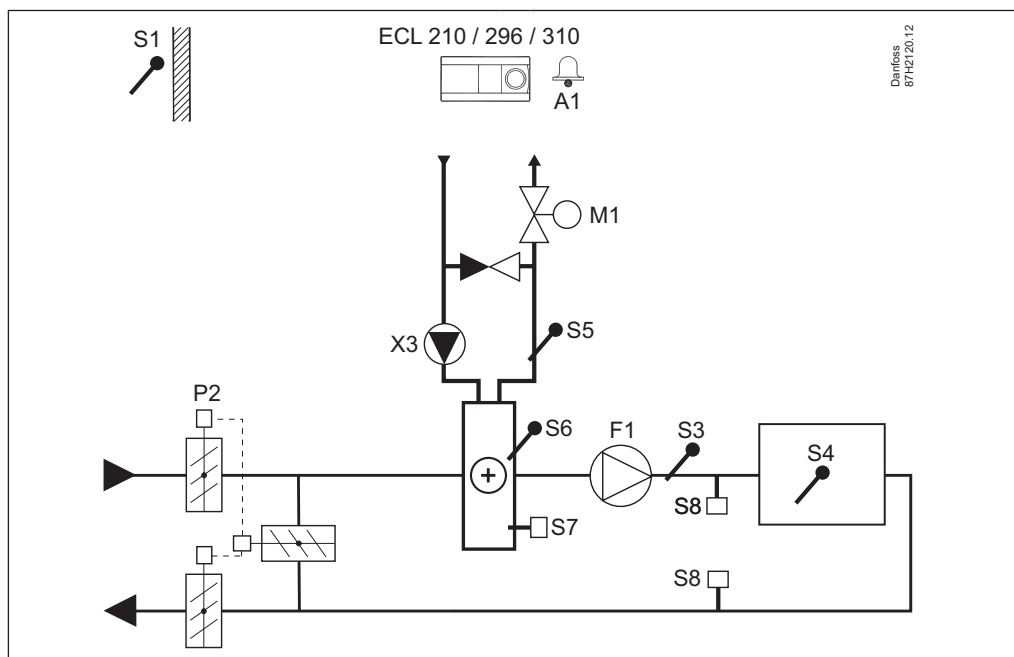 S1
ECL 210 / 296 / 310
A1
Danfoss
87H2120.12
M1
X3
S5
P2
S6
F1
S3
S4
S8
S7
S8